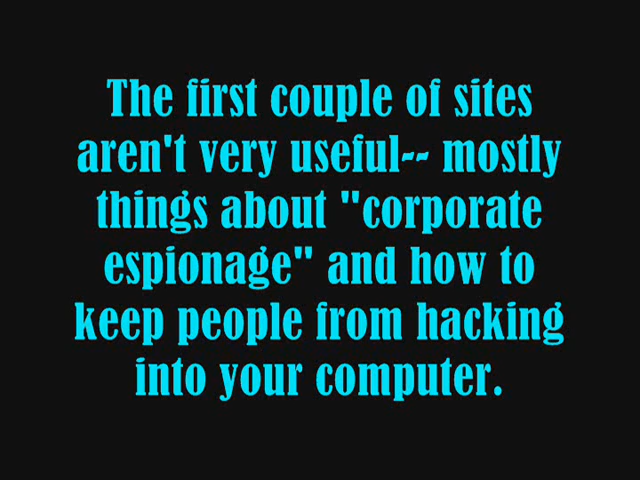 The first couple of sites
aren't very useful-- mostly
things about "corporate
espionage" and how to
keep people from hacking
into your computer.